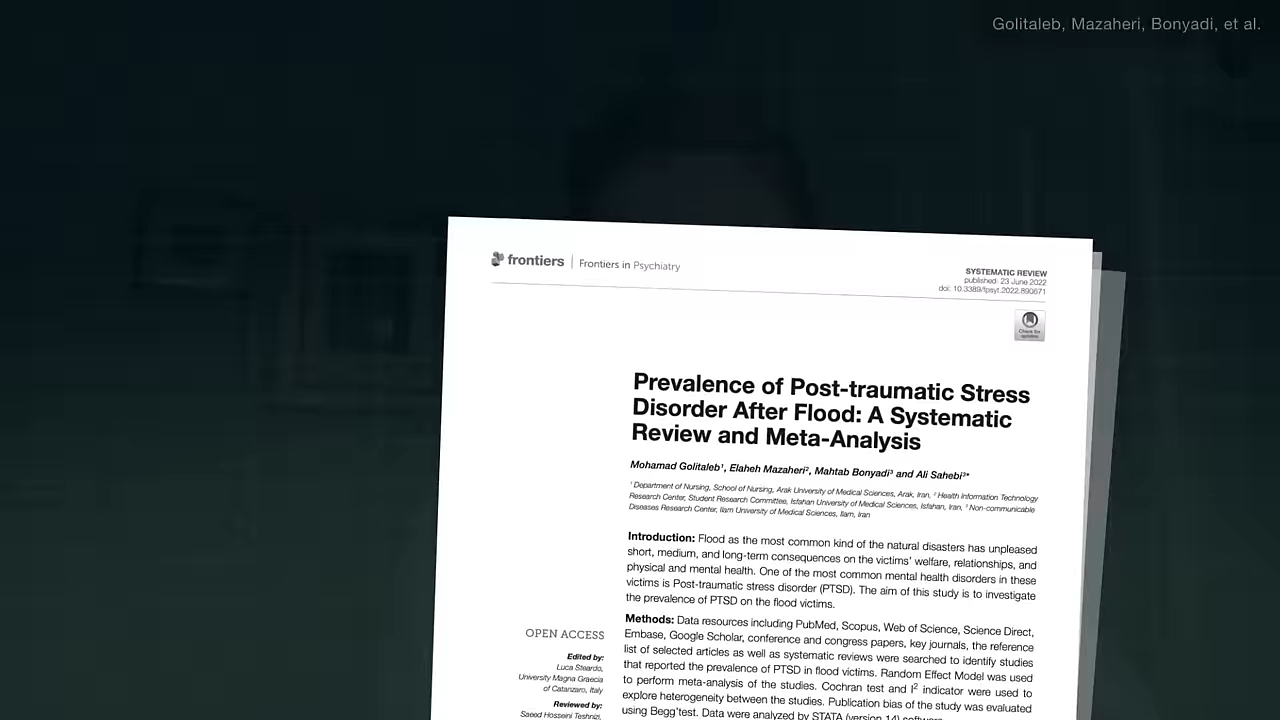 Golitaleb, Mazaheri, Bonyadi, et al.
frontiers | Frontiers in Psychiatry
SYSTEMATIC REVIEW
published: 23 June 2022
doi: 10.3389/fpsyt.2022.890671
Check for
updates
Prevalence of Post-traumatic Stress
Disorder After Flood: A Systematic
Review and Meta-Analysis
Mohamad Golitaleb¹, Elaheh Mazaheri², Mahtab Bonyadi³ and Ali Sahebi³*
¹ Department of Nursing, School of Nursing, Arak University of Medical Sciences, Arak, Iran, ² Health Information Technology
Research Center, Student Research Committee, Isfahan University of Medical Sciences, Isfahan, Iran, ³ Non-communicable
Diseases Research Center, Ilam University of Medical Sciences, Ilam, Iran
Introduction: Flood as the most common kind of the natural disasters has unpleased
short, medium, and long-term consequences on the victims' welfare, relationships, and
physical and mental health. One of the most common mental health disorders in these
victims is Post-traumatic stress disorder (PTSD). The aim of this study is to investigate
the prevalence of PTSD on the flood victims.
Methods: Data resources including PubMed, Scopus, Web of Science, Science Direct,
Embase, Google Scholar, conference and congress papers, key journals, the reference
list of selected articles as well as systematic reviews were searched to identify studies
that reported the prevalence of PTSD in flood victims. Random Effect Model was used
to perform meta-analysis of the studies. Cochran test and I² indicator were used to
explore heterogeneity between the studies. Publication bias of the study was evaluated
using Begg'test. Data were analyzed by STATA (version 14) software.
OPEN ACCESS
Edited by:
Luca Steardo,
University Magna Graecia
of Catanzaro, Italy
Reviewed by:
Saeed Hosseini Teshnizi,